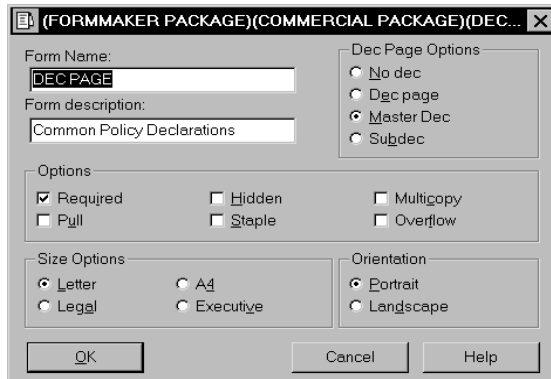 (FORMMAKER PACKAGE)(COMMERCIAL PACKAGE)(DEC...
Form Name:
DEC PAGE
Form description:
Common Policy Declarations
Dec Page Options
No dec
Dec page
Master Dec
Subdec
Options
Required Hidden Multicopy
Pull Staple Overflow
Size Options
Letter A4
Legal Executive
Orientation
Portrait
Landscape
OK Cancel Help